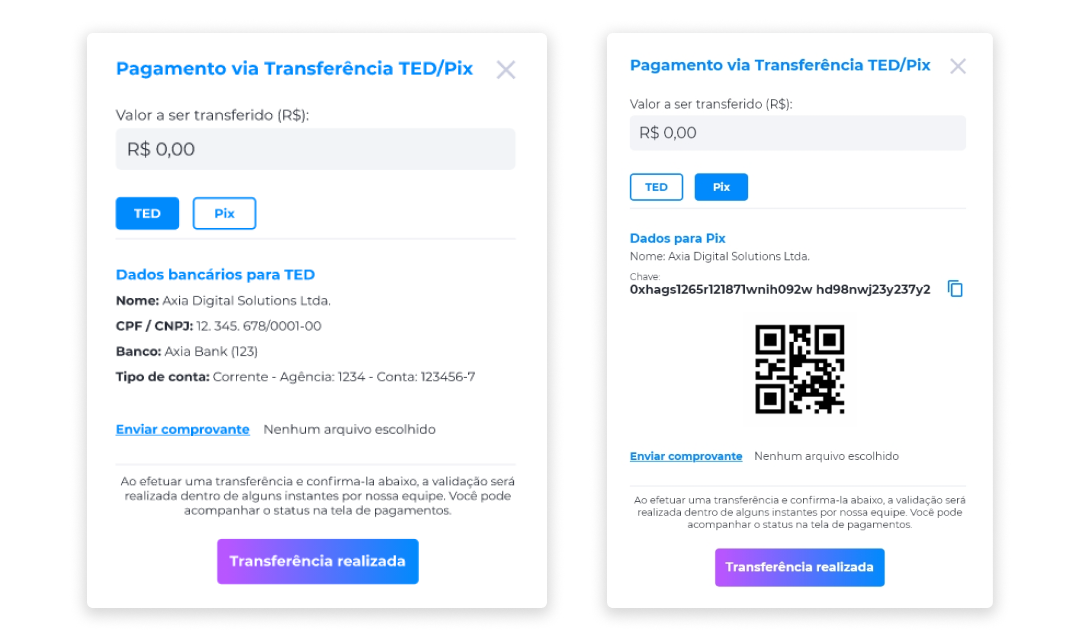 Pagamento via Transferência TED/Pix
Valor a ser transferido (R$):
R$ 0,00
TED
Pix
Dados bancários para TED
Nome: Axia Digital Solutions Ltda.
CPF / CNPJ: 12. 345. 678/0001-00
Banco: Axia Bank (123)
Tipo de conta: Corrente - Agência: 1234 - Conta: 123456-7
Enviar comprovante Nenhum arquivo escolhido
Ao efetuar uma transferência e confirma-la abaixo, a validação será
realizada dentro de alguns instantes por nossa equipe. Você pode
acompanhar o status na tela de pagamentos.
Transferência realizada
Pagamento via Transferência TED/Pix
Valor a ser transferido (R$):
R$ 0,00
TED
Pix
Dados para Pix
Nome: Axia Digital Solutions Ltda.
Chave:
0xhags1265r121871wnih092w hd98nwj23y237y2
Enviar comprovante Nenhum arquivo escolhido
Ao efetuar uma transferência e confirma-la abaixo, a validação será
realizada dentro de alguns instantes por nossa equipe. Você pode
acompanhar o status na tela de pagamentos.
Transferência realizada